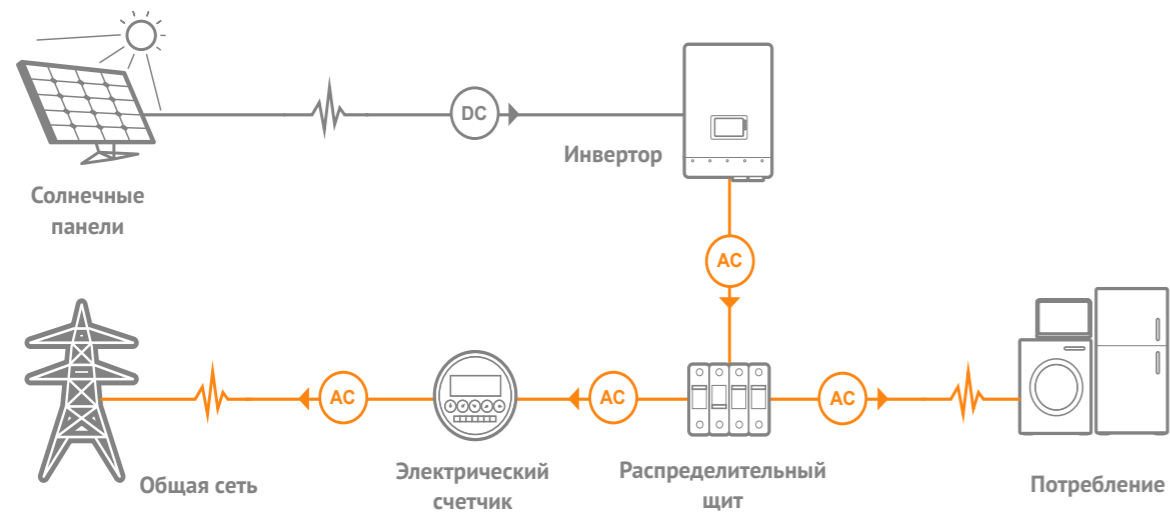 DC
Инвертор
Солнечные
панели
AC
AC
AC
AC
Общая сеть
Электрический
счетчик
Распределительный
щит
Потребление